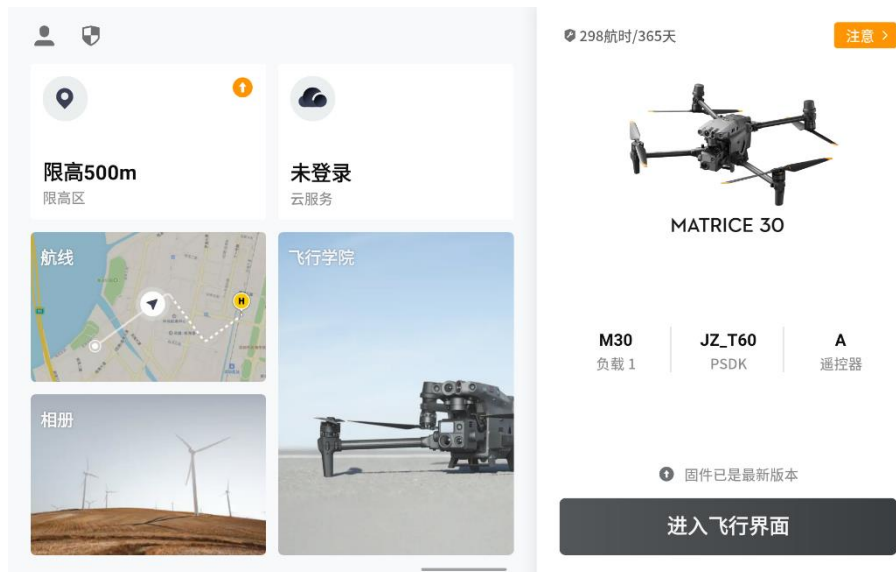 限高500m
限高区
未登录
云服务
航线
H
飞行学院
相册
298航时/365天
注意
MATRICE 30
M30
负载 1
JZ_T60
PSDK
A
遥控器
固件已是最新版本
进入飞行界面